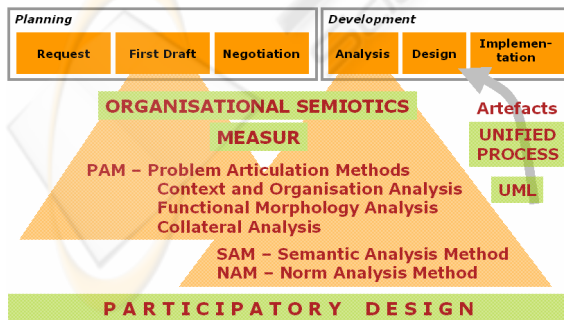 Planning
Development
Request
First Draft
Negotiation
Analysis
Design
Implemen-
tation
ORGANISATIONAL SEMIOTICS
MEASUR
Artefacts
UNIFIED
PROCESS
UML
PAM – Problem Articulation Methods
Context and Organisation Analysis
Functional Morphology Analysis
Collateral Analysis
SAM – Semantic Analysis Method
NAM – Norm Analysis Method
PARTICIPATORY DESIGN